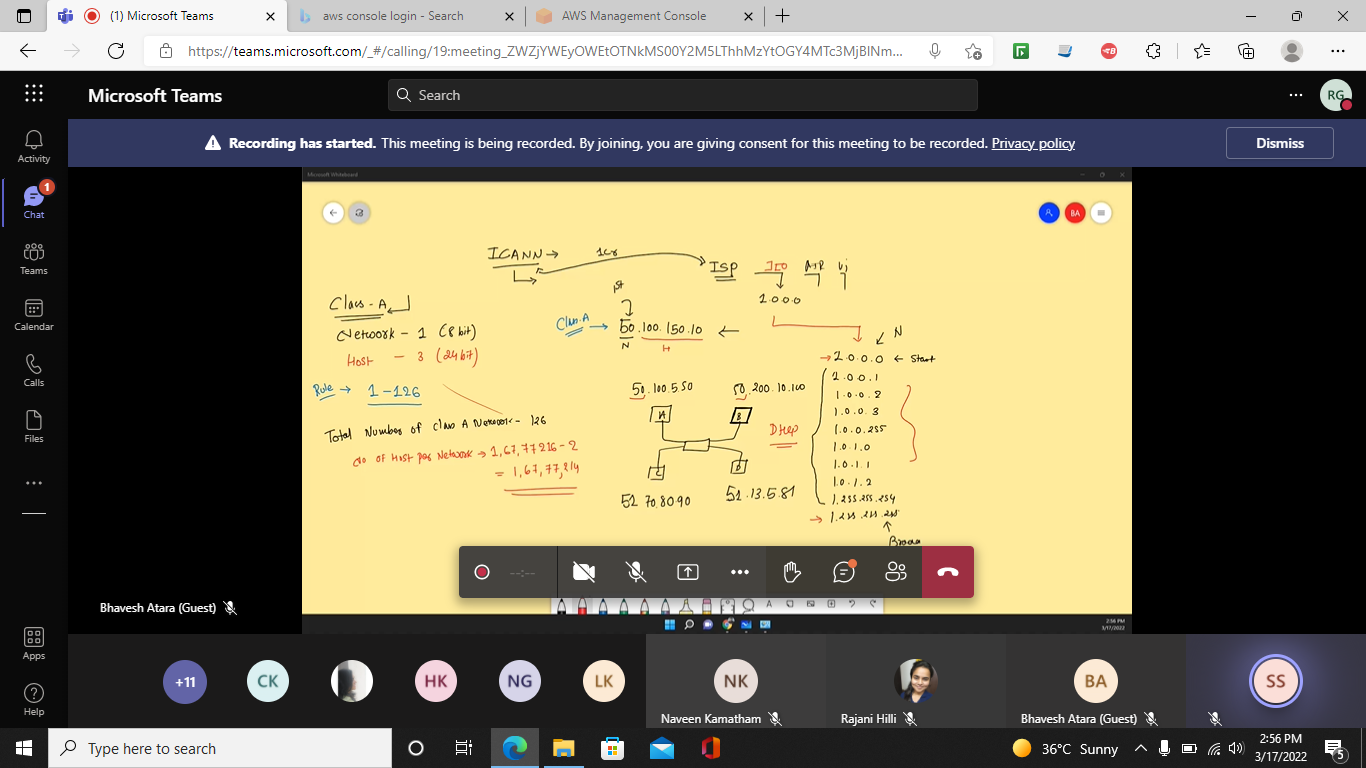 (1) Microsoft Teams
aws console login - Search
AWS Management Console
https://teams.microsoft.com/_#/calling/19:meeting_ZWZjYWEyOWEtOTNkMS00Y2M5LThhMzYtOGY4MTc3MjBlNm...
Microsoft Teams
Search
RG
Recording has started. This meeting is being recorded. By joining, you are giving consent for this meeting to be recorded. Privacy policy
Dismiss
Activity
1
Chat
Teams
Calendar
Calls
Files
Apps
Help
Microsoft Whiteboard
BA
ICANN →
1Cr
ISP
1.0.0.0
1st
Class-A
Network - 1 (8 bit)
Host - 3 (24 bit)
Rule → 1-126
Total Number of Class A Network - 126
No of Host per Network → 1,67,77216-2
= 1,67,77,214
Class.A → 50.100.150.10 ←
N
H
50.100.5.50
50.200.10.100
A
B
C
D
DHCP
51.70.80.90
51.13.5.81
N
→ 1.0.0.0 ← Start
1.0.0.1
1.0.0.2
1.0.0.3
1.0.0.255
1.0.1.0
1.0.1.1
1.0.1.2
1.255.255.254
→ 1.255.255.255
--:--
Bhavesh Atara (Guest)
2:56 PM
3/17/2022
+11
CK
HK
NG
LK
NK
Naveen Kamatham
Rajani Hilli
BA
Bhavesh Atara (Guest)
SS
Type here to search
36°C Sunny
2:56 PM
3/17/2022
5